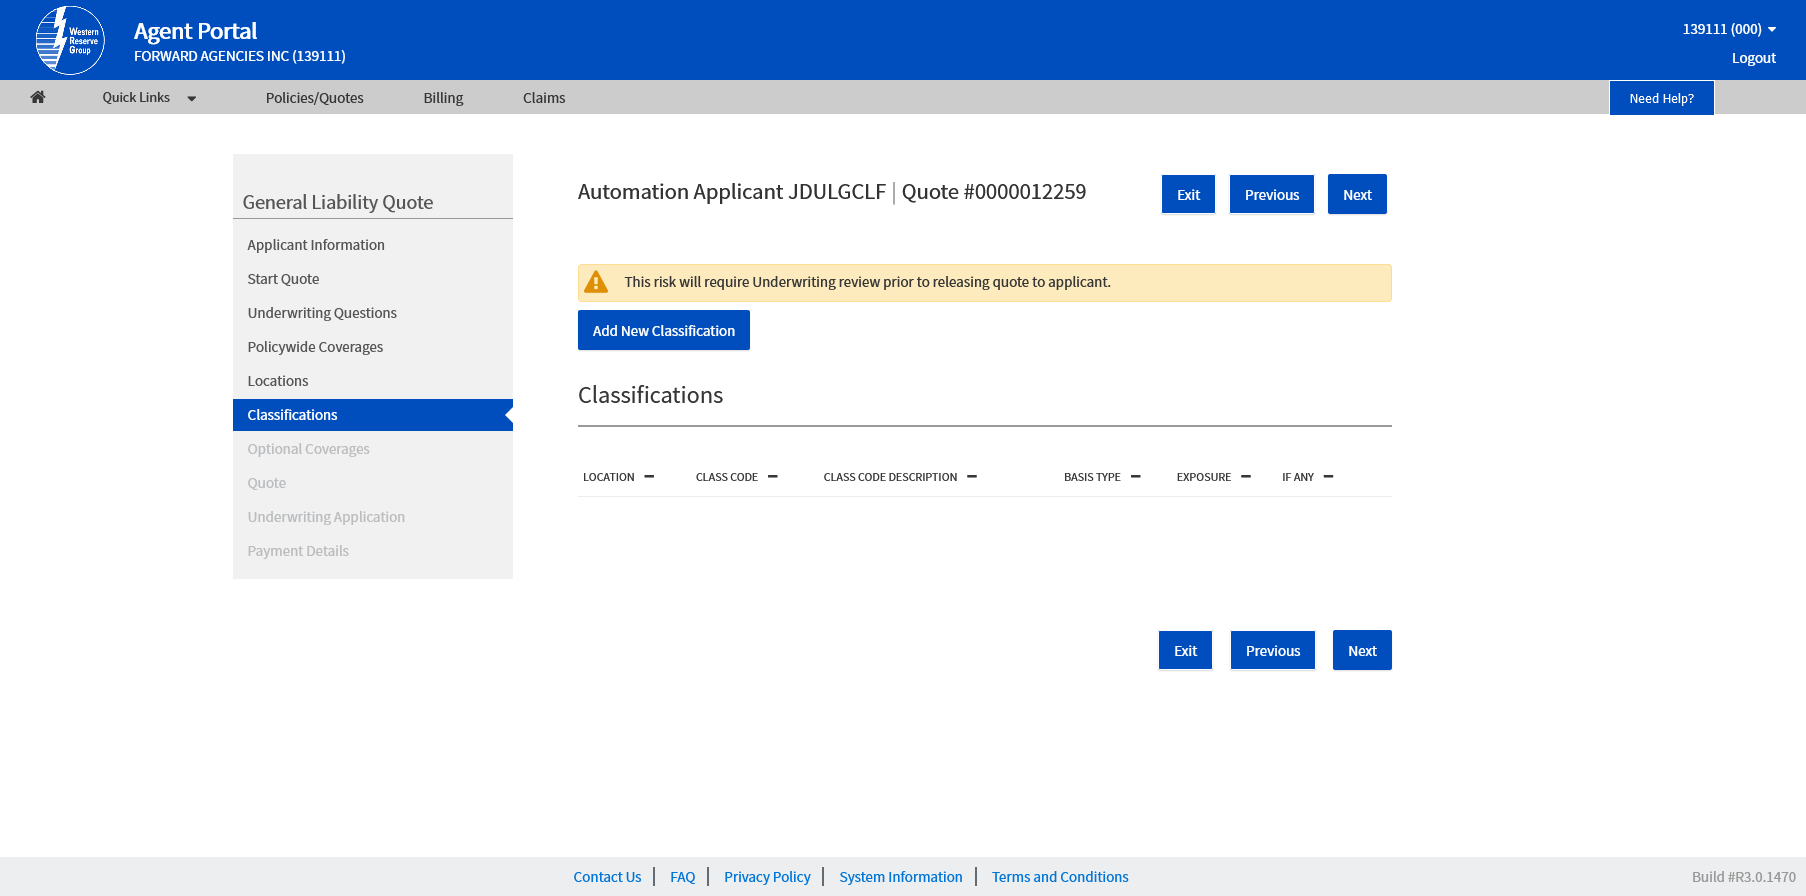 Western
Reserve
Group
Agent Portal
FORWARD AGENCIES INC (139111)
139111 (000)
Logout
Quick Links
Policies/Quotes
Billing
Claims
Need Help?
General Liability Quote
Applicant Information
Start Quote
Underwriting Questions
Policywide Coverages
Locations
Classifications
Optional Coverages
Quote
Underwriting Application
Payment Details
Automation Applicant JDULGCLF | Quote #0000012259
Exit
Previous
Next
This risk will require Underwriting review prior to releasing quote to applicant.
Add New Classification
Classifications
LOCATION CLASS CODE CLASS CODE DESCRIPTION BASIS TYPE EXPOSURE IF ANY
Exit
Previous
Next
Contact Us | FAQ | Privacy Policy | System Information | Terms and Conditions
Build #R3.0.1470